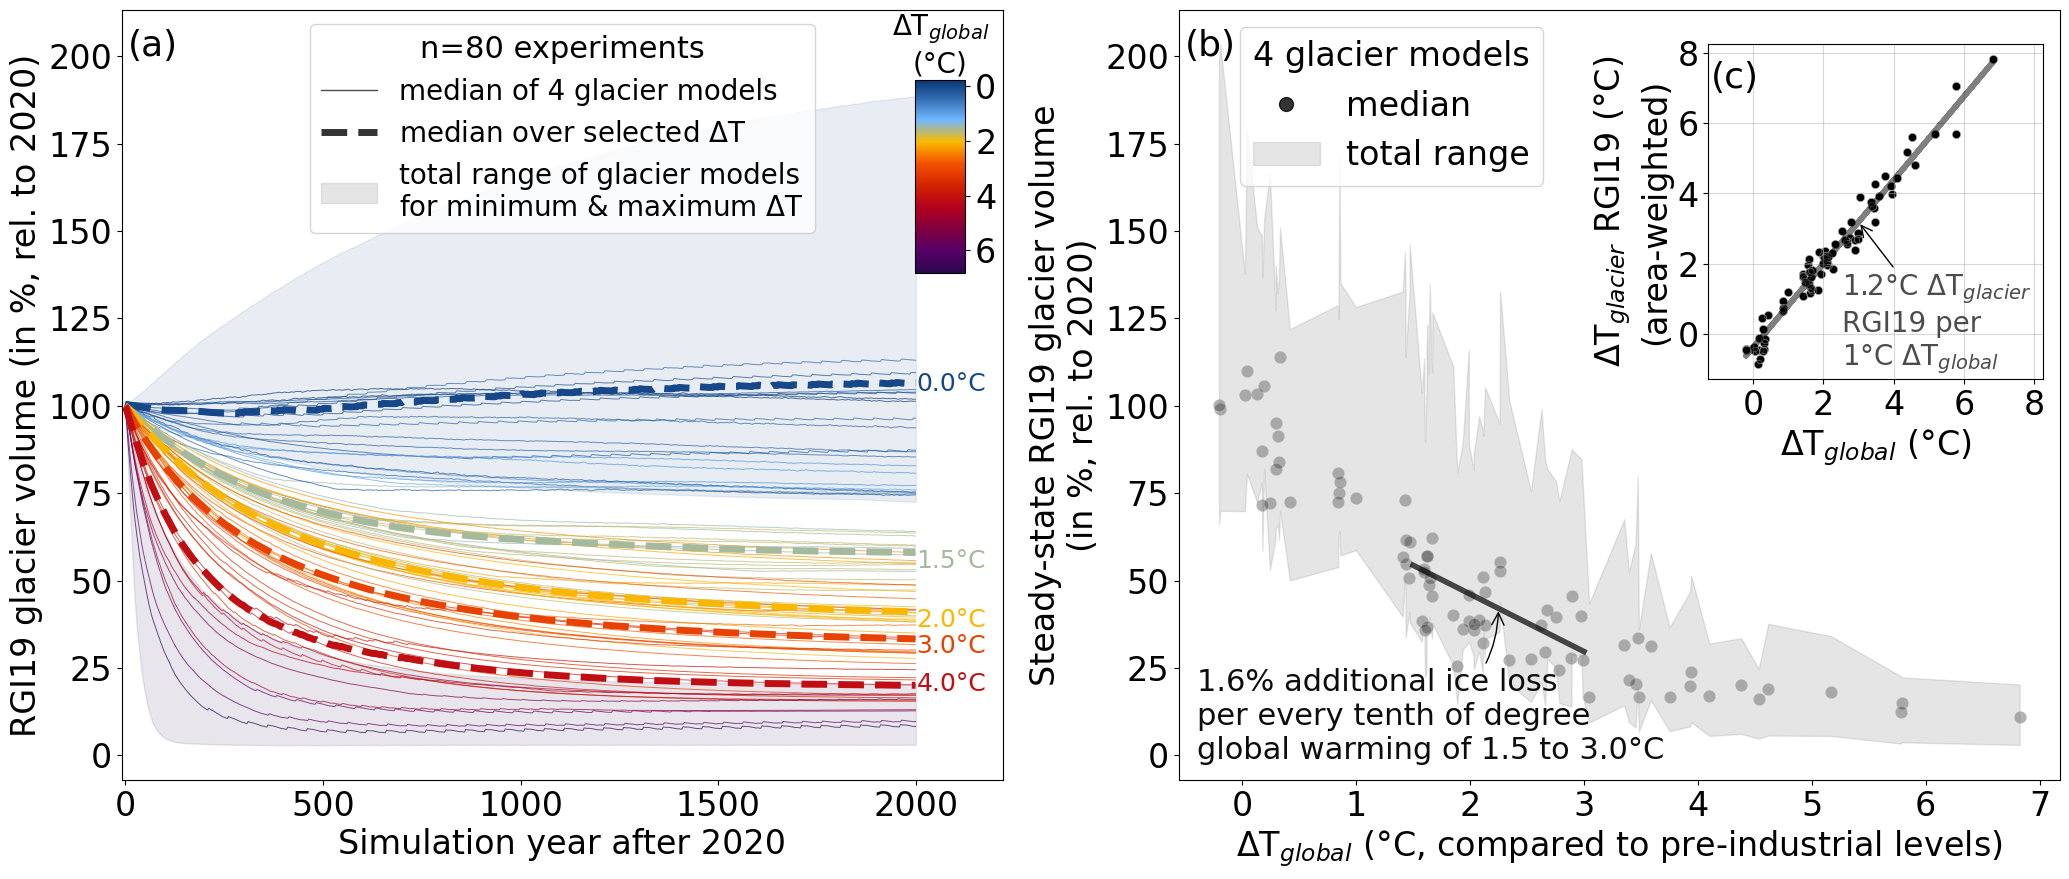 (a)
n=80 experiments
median of 4 glacier models
median over selected ΔT
total range of glacier models
for minimum & maximum ΔT
ΔT_global
(°C)
0
2
4
6
RGI19 glacier volume (in %, rel. to 2020)
200
175
150
125
100
75
50
25
0
0.0°C
1.5°C
2.0°C
3.0°C
4.0°C
0 500 1000 1500 2000
Simulation year after 2020
(b)
4 glacier models
median
total range
Steady-state RGI19 glacier volume
(in %, rel. to 2020)
200
175
150
125
100
75
50
25
0
1.6% additional ice loss
per every tenth of degree
global warming of 1.5 to 3.0°C
0 1 2 3 4 5 6 7
ΔT_global (°C, compared to pre-industrial levels)
(c)
ΔT_glacier RGI19 (°C)
(area-weighted)
8
6
4
2
0
1.2°C ΔT_glacier
RGI19 per
1°C ΔT_global
0 2 4 6 8
ΔT_global (°C)